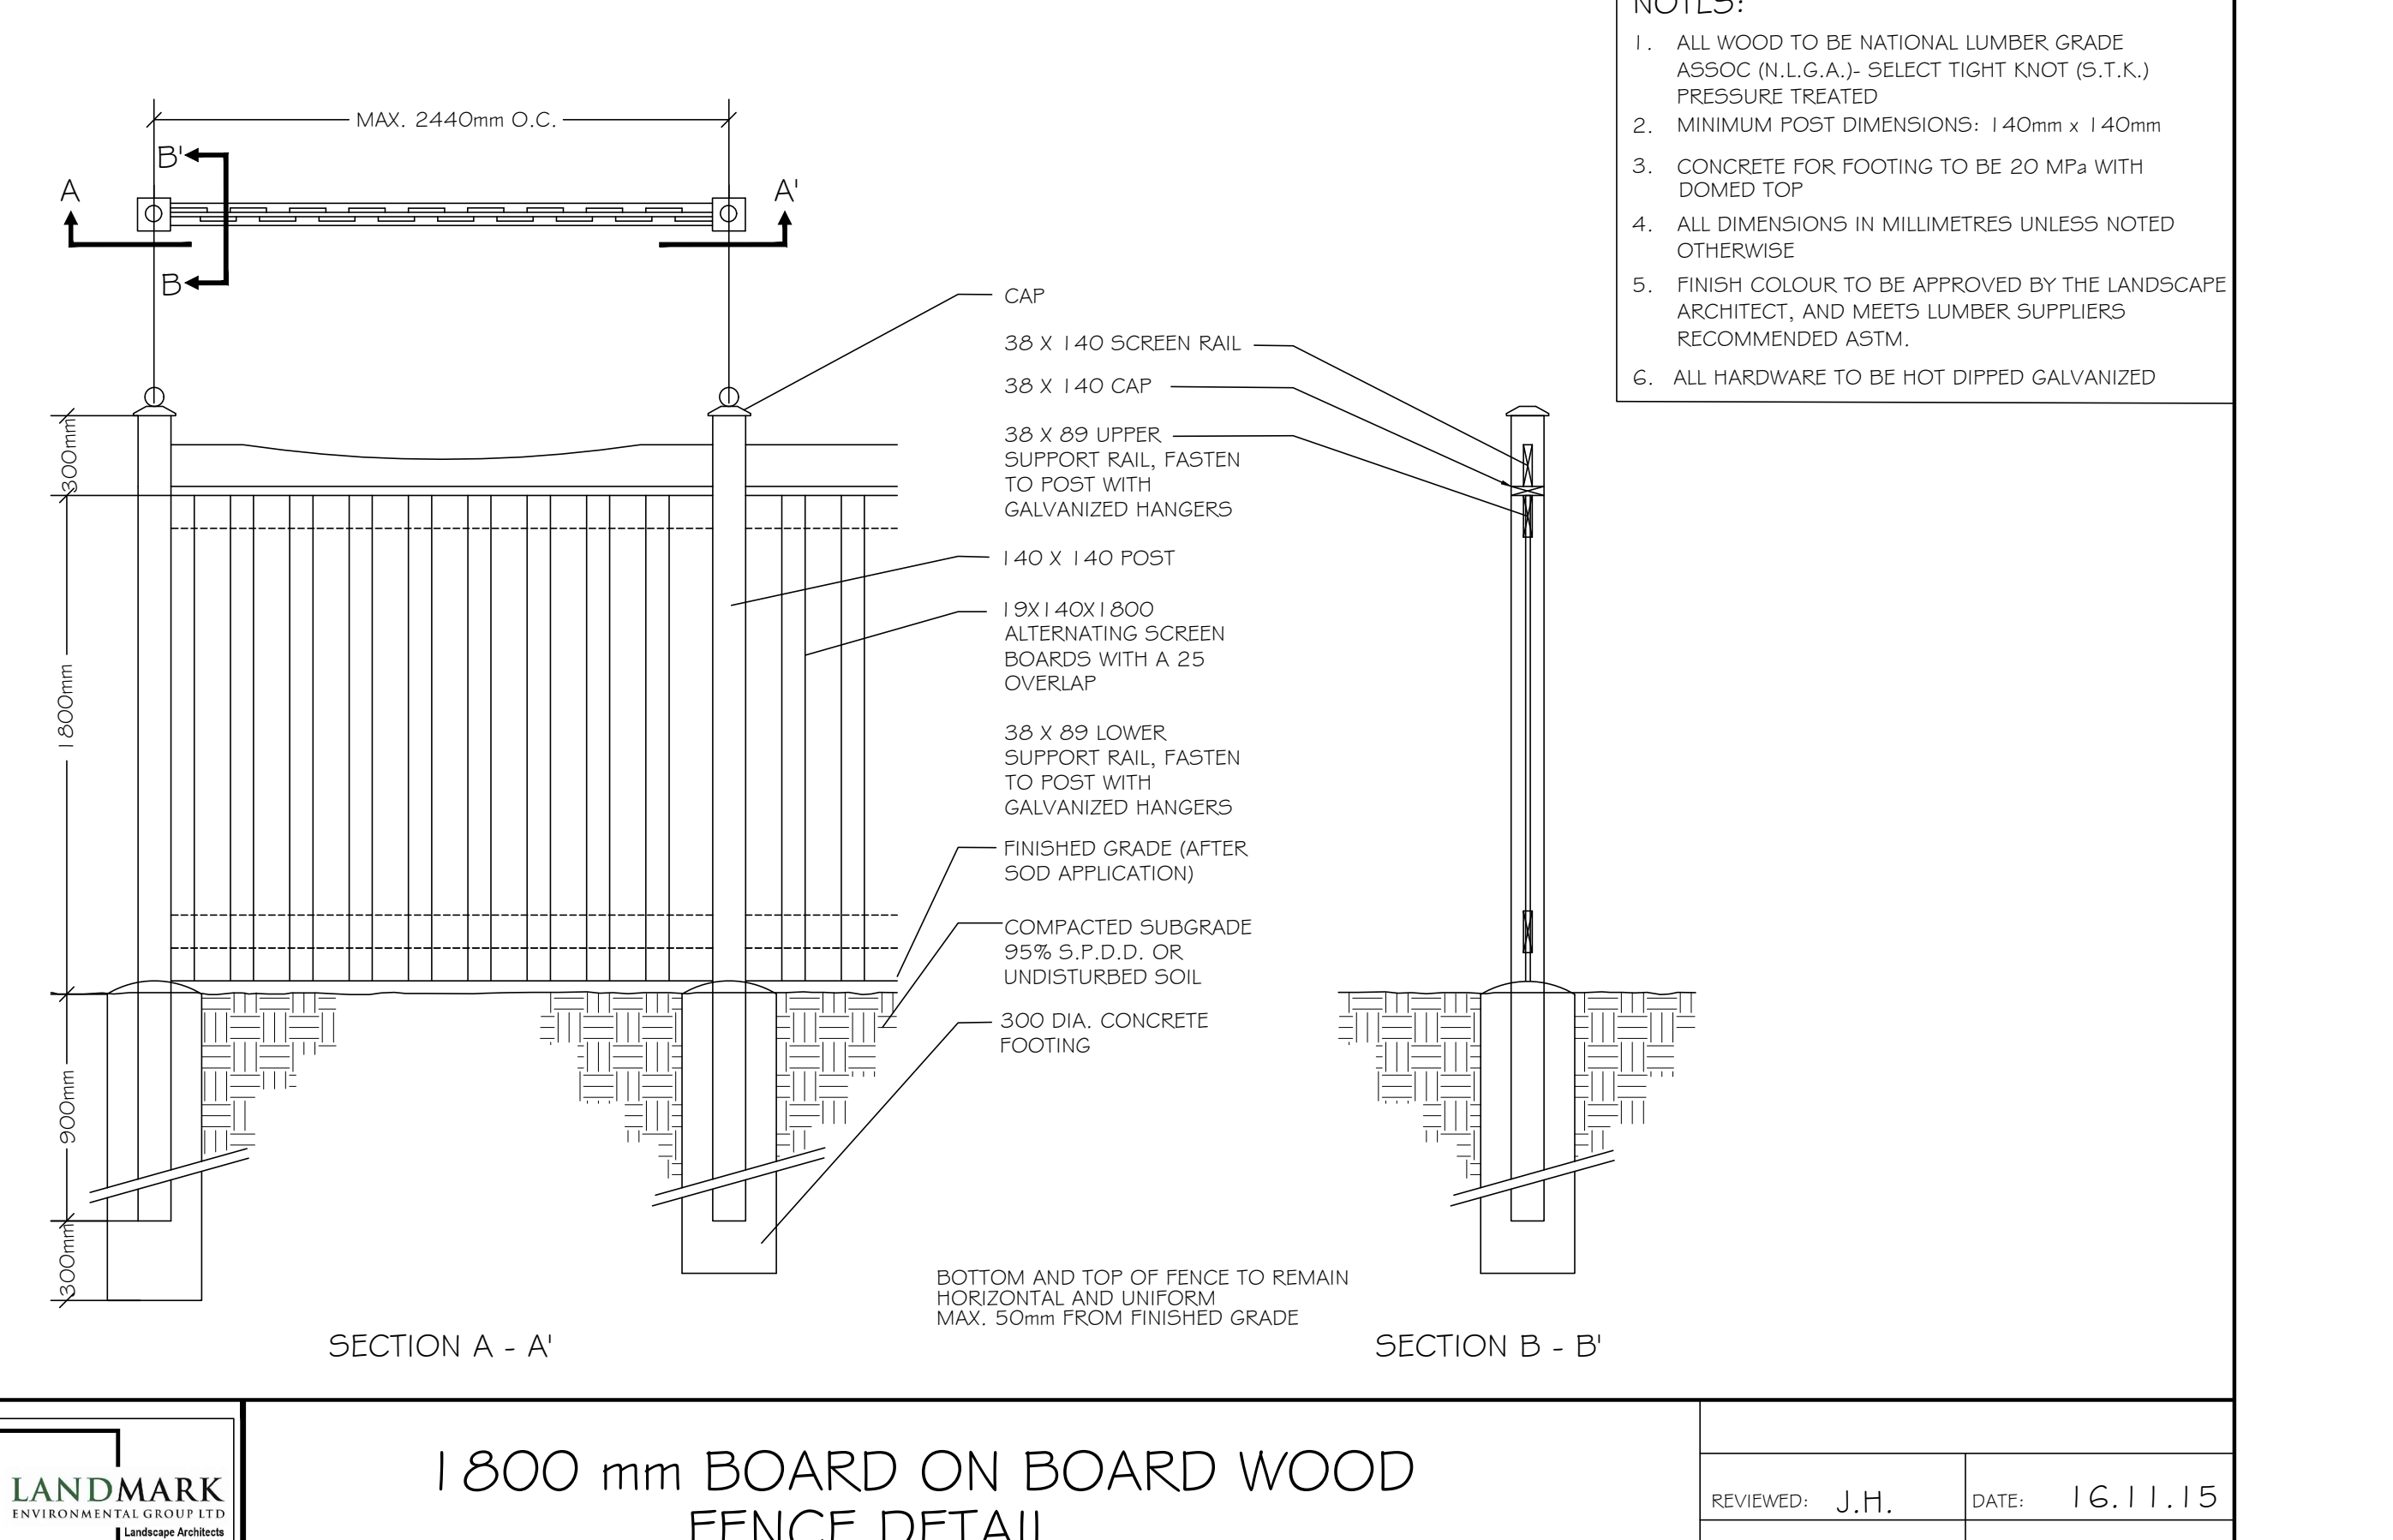 NOTES:
1. ALL WOOD TO BE NATIONAL LUMBER GRADE
ASSOC (N.L.G.A.)- SELECT TIGHT KNOT (S.T.K.)
PRESSURE TREATED
2. MINIMUM POST DIMENSIONS: 140mm x 140mm
3. CONCRETE FOR FOOTING TO BE 20 MPa WITH
DOMED TOP
4. ALL DIMENSIONS IN MILLIMETRES UNLESS NOTED
OTHERWISE
5. FINISH COLOUR TO BE APPROVED BY THE LANDSCAPE
ARCHITECT, AND MEETS LUMBER SUPPLIERS
RECOMMENDED ASTM.
6. ALL HARDWARE TO BE HOT DIPPED GALVANIZED
MAX. 2440mm O.C.
B'
A
A'
B
CAP
38 X 140 SCREEN RAIL
38 X 140 CAP
38 X 89 UPPER
SUPPORT RAIL, FASTEN
TO POST WITH
GALVANIZED HANGERS
140 X 140 POST
19X140X1800
ALTERNATING SCREEN
BOARDS WITH A 25
OVERLAP
38 X 89 LOWER
SUPPORT RAIL, FASTEN
TO POST WITH
GALVANIZED HANGERS
FINISHED GRADE (AFTER
SOD APPLICATION)
COMPACTED SUBGRADE
95% S.P.D.D. OR
UNDISTURBED SOIL
300 DIA. CONCRETE
FOOTING
300mm
1800mm
900mm
300mm
BOTTOM AND TOP OF FENCE TO REMAIN
HORIZONTAL AND UNIFORM
MAX. 50mm FROM FINISHED GRADE
SECTION A - A'
SECTION B - B'
LANDMARK
ENVIRONMENTAL GROUP LTD
Landscape Architects
1800 mm BOARD ON BOARD WOOD
FENCE DETAIL
REVIEWED: J.H.
DATE: 16.11.15